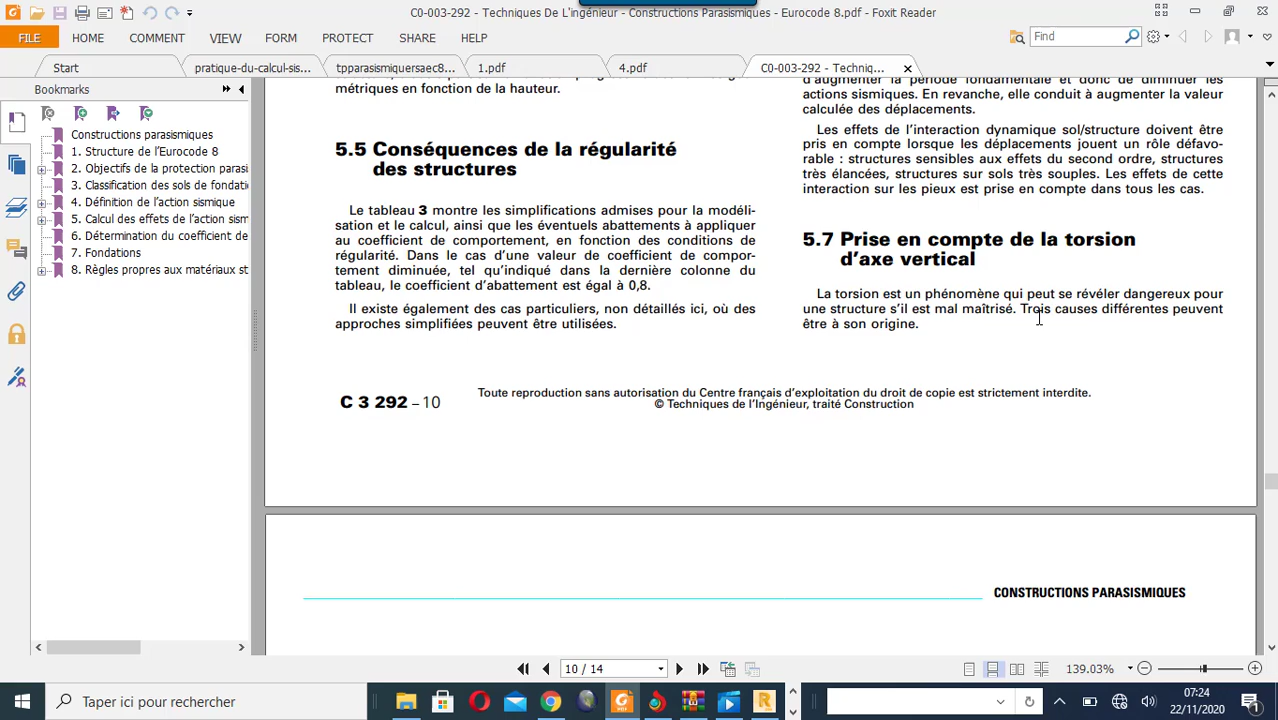 C0-003-292 - Techniques De L'ingénieur - Constructions Parasismiques - Eurocode 8.pdf - Foxit Reader
FILE
HOME
COMMENT
VIEW
FORM
PROTECT
SHARE
HELP
Find
Start
pratique-du-calcul-sis...
tpparasismiquersaec8...
1.pdf
4.pdf
C0-003-292 - Techniq...
Bookmarks
Constructions parasismiques
1. Structure de l'Eurocode 8
2. Objectifs de la protection parasi
3. Classification des sols de fondati
4. Définition de l'action sismique
5. Calcul des effets de l'action sism
6. Détermination du coefficient de
7. Fondations
8. Règles propres aux matériaux st
métriques en fonction de la hauteur.
5.5 Conséquences de la régularité
des structures
Le tableau 3 montre les simplifications admises pour la modéli-
sation et le calcul, ainsi que les éventuels abattements à appliquer
au coefficient de comportement, en fonction des conditions de
régularité. Dans le cas d'une valeur de coefficient de compor-
tement diminuée, tel qu'indiqué dans la dernière colonne du
tableau, le coefficient d'abattement est égal à 0,8.
Il existe également des cas particuliers, non détaillés ici, où des
approches simplifiées peuvent être utilisées.
d'augmenter la période fondamentale et donc de diminuer les
actions sismiques. En revanche, elle conduit à augmenter la valeur
calculée des déplacements.
Les effets de l'interaction dynamique sol/structure doivent être
pris en compte lorsque les déplacements jouent un rôle défavo-
rable : structures sensibles aux effets du second ordre, structures
très élancées, structures sur sols très souples. Les effets de cette
interaction sur les pieux est prise en compte dans tous les cas.
5.7 Prise en compte de la torsion
d'axe vertical
La torsion est un phénomène qui peut se révéler dangereux pour
une structure s'il est mal maîtrisé. Trois causes différentes peuvent
être à son origine.
C 3 292 – 10
Toute reproduction sans autorisation du Centre français d'exploitation du droit de copie est strictement interdite.
© Techniques de l'Ingénieur, traité Construction
CONSTRUCTIONS PARASISMIQUES
10 / 14
139.03%
Taper ici pour rechercher
07:24
22/11/2020
1